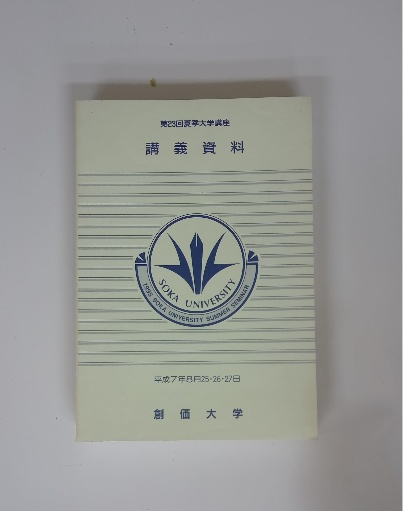 第23回夏季大学講座
講義資料
SOKA UNIVERSITY
1995 SOKA UNIVERSITY SUMMER SEMINAR
平成7年8月25・26・27日
創価大学